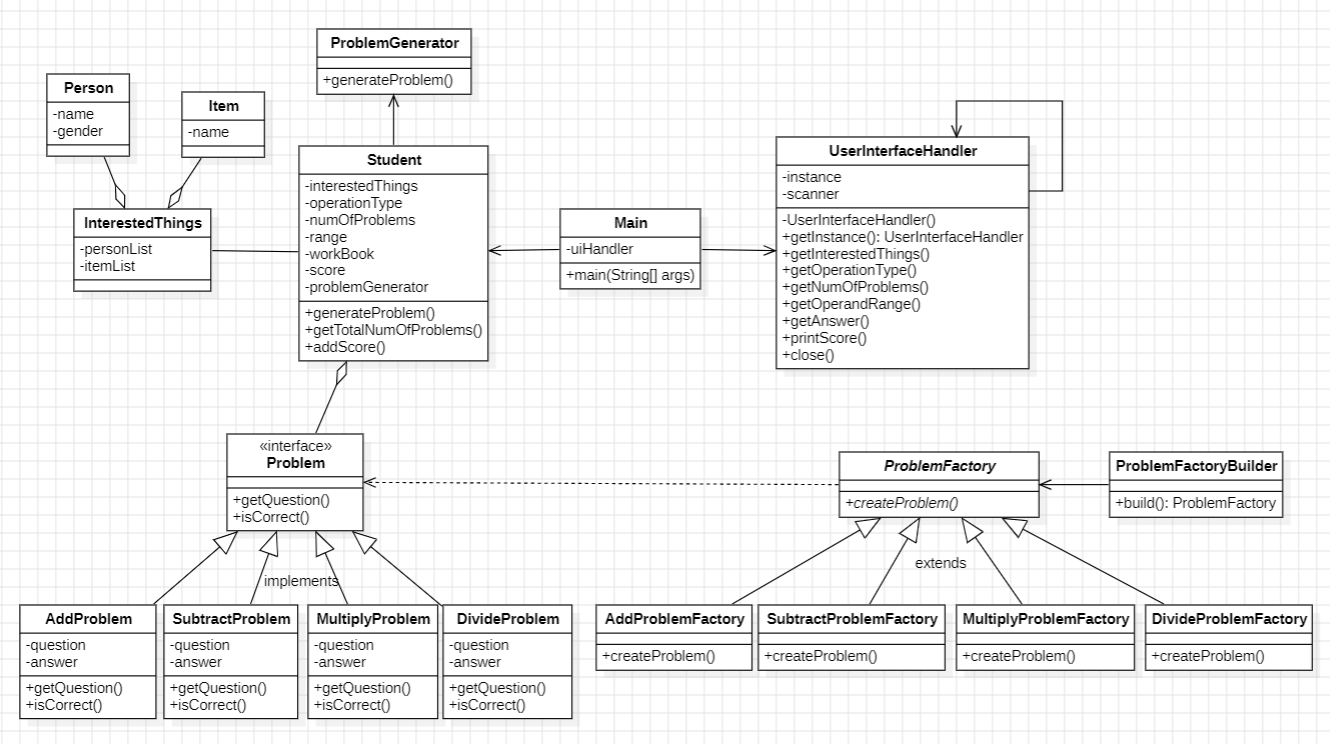 ProblemGenerator
+generateProblem()
Person
-name
-gender
Item
-name
InterestedThings
-personList
-itemList
Student
-interestedThings
-operationType
-numOfProblems
-range
-workBook
-score
-problemGenerator
+generateProblem()
+getTotalNumOfProblems()
+addScore()
Main
-uiHandler
+main(String[] args)
UserInterfaceHandler
-instance
-scanner
-UserInterfaceHandler()
+getInstance(): UserInterfaceHandler
+getInterestedThings()
+getOperationType()
+getNumOfProblems()
+getOperandRange()
+getAnswer()
+printScore()
+close()
«interface»
Problem
+getQuestion()
+isCorrect()
ProblemFactory
+createProblem()
ProblemFactoryBuilder
+build(): ProblemFactory
implements
extends
AddProblem
-question
-answer
+getQuestion()
+isCorrect()
SubtractProblem
-question
-answer
+getQuestion()
+isCorrect()
MultiplyProblem
-question
-answer
+getQuestion()
+isCorrect()
DivideProblem
-question
-answer
+getQuestion()
+isCorrect()
AddProblemFactory
+createProblem()
SubtractProblemFactory
+createProblem()
MultiplyProblemFactory
+createProblem()
DivideProblemFactory
+createProblem()